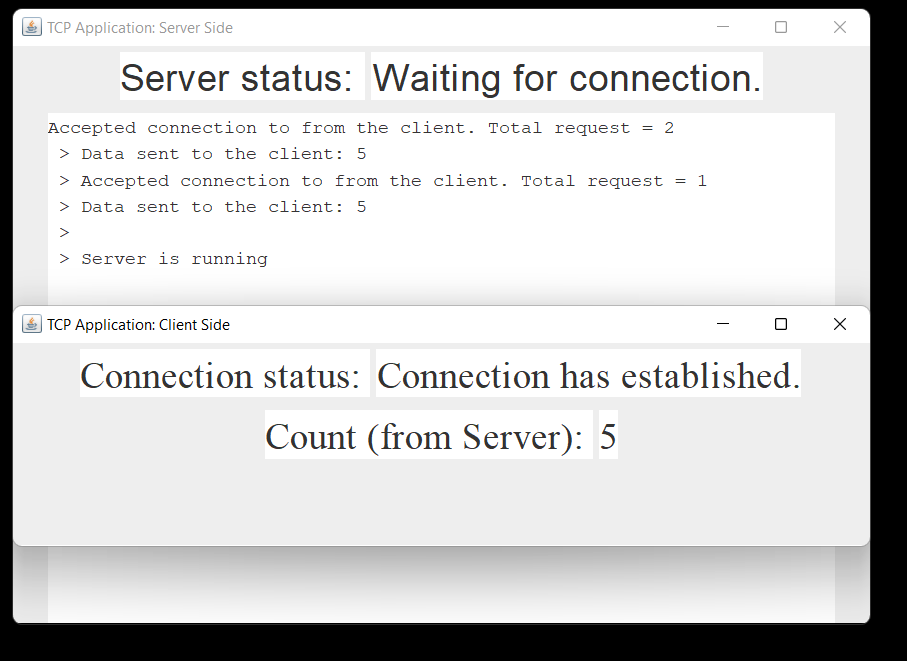 TCP Application: Server Side
Server status: Waiting for connection.
Accepted connection to from the client. Total request = 2
> Data sent to the client: 5
> Accepted connection to from the client. Total request = 1
> Data sent to the client: 5
>
> Server is running
TCP Application: Client Side
Connection status: Connection has established.
Count (from Server): 5